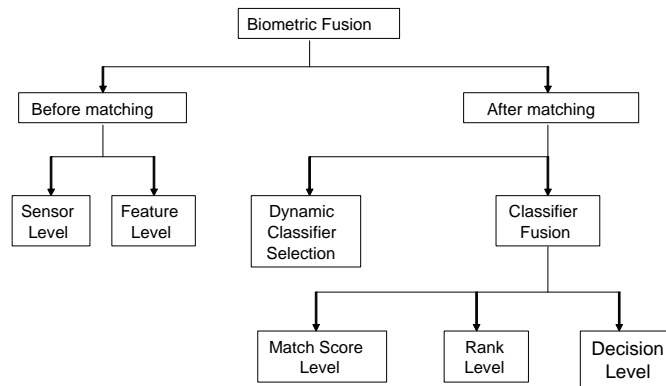 Biometric Fusion
Before matching
After matching
Sensor
Level
Feature
Level
Dynamic
Classifier
Selection
Classifier
Fusion
Match Score
Level
Rank
Level
Decision
Level